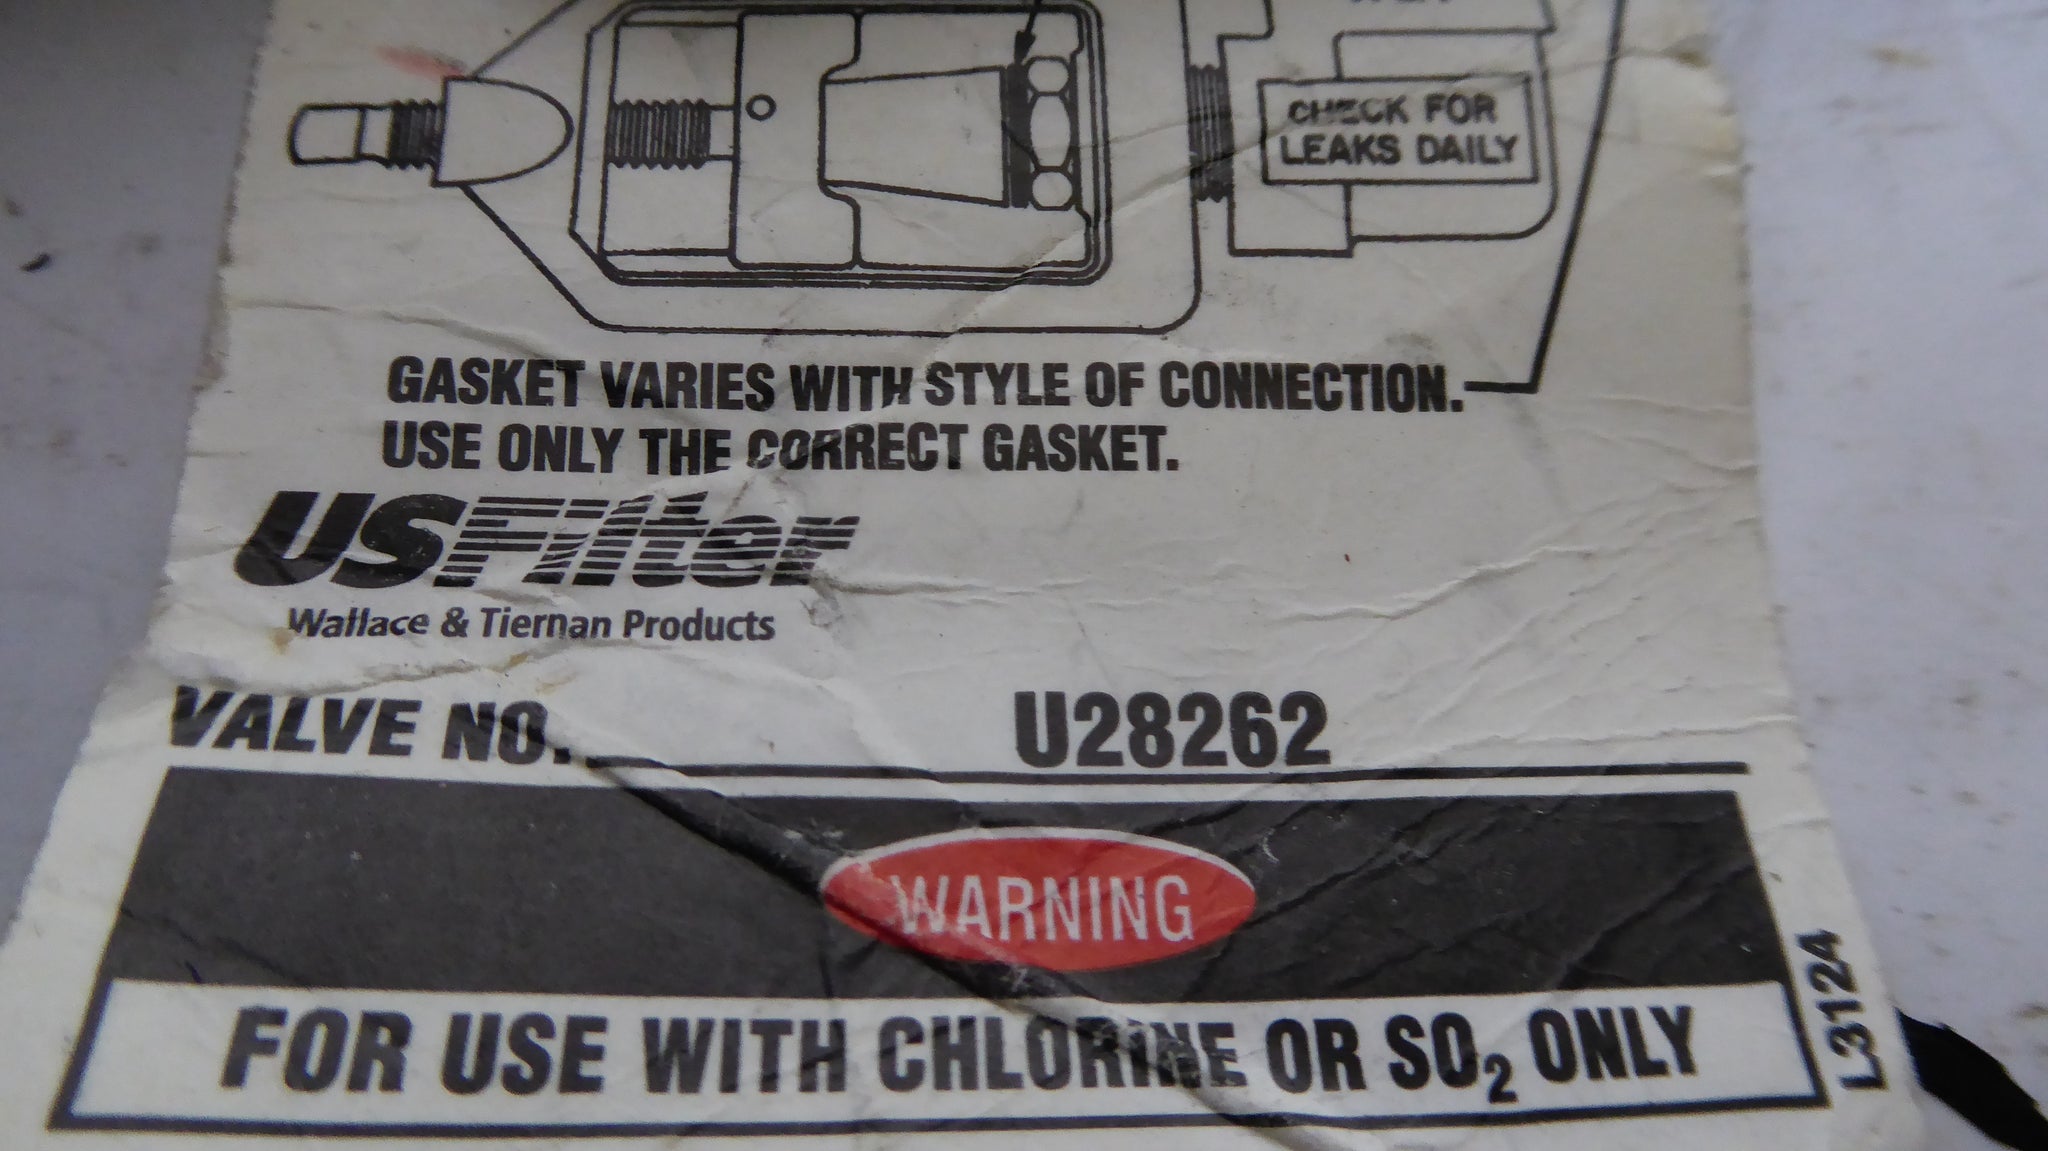 CHECK FOR
LEAKS DAILY
GASKET VARIES WITH STYLE OF CONNECTION.
USE ONLY THE CORRECT GASKET.
USFilter
Wallace & Tiernan Products
VALVE NO. U28262
WARNING
FOR USE WITH CHLORINE OR SO₂ ONLY
L3124